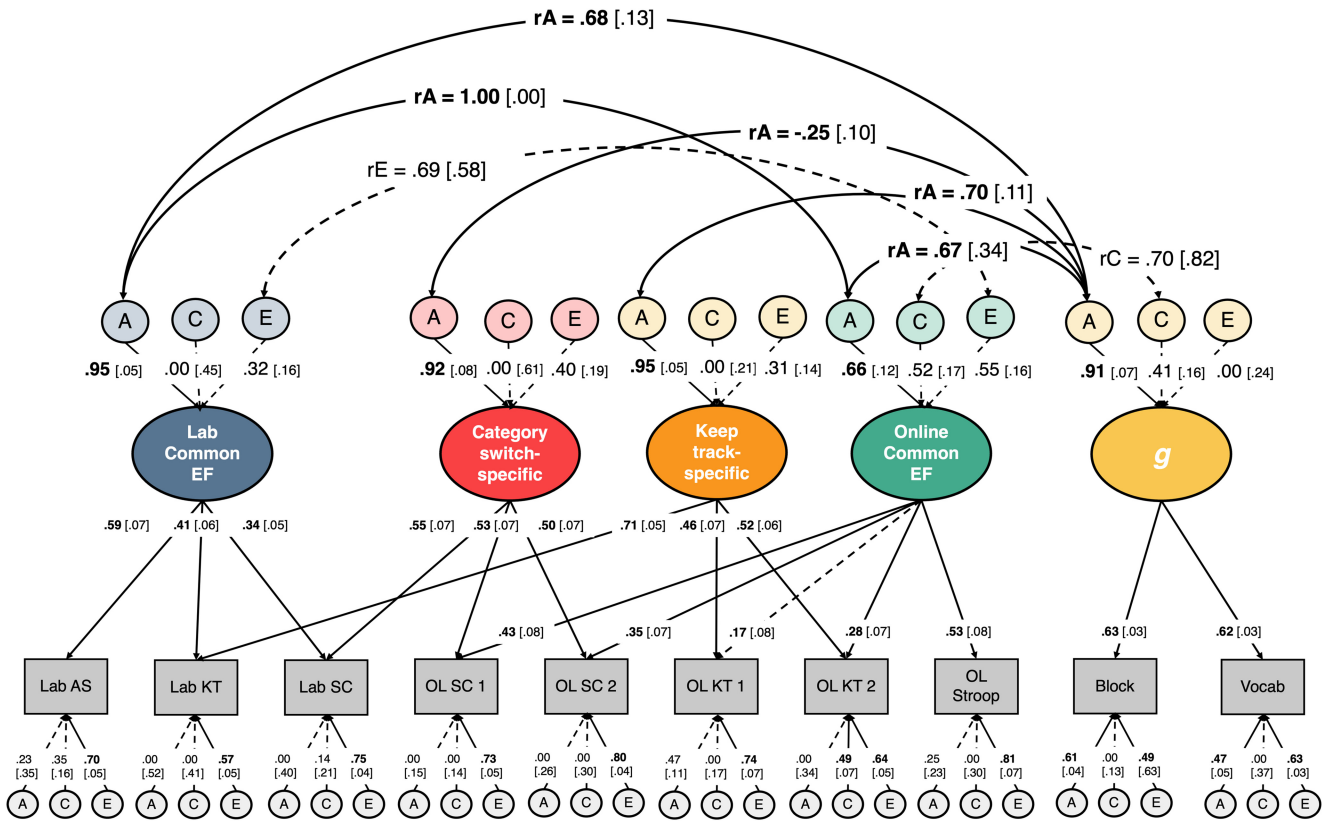 rA = .68 [.13]
rA = 1.00 [.00]
rA = -.25 [.10]
rE = .69 [.58]
rA = .70 [.11]
rA = .67 [.34]
rC = .70 [.82]
A C E A C E A C E A C E A C E
.95 [.05] .00 [.45] .32 [.16] .92 [.08] .00 [.61] .40 [.19] .95 [.05] .00 [.21] .31 [.14] .66 [.12] .52 [.17] .55 [.16] .91 [.07] .41 [.16] .00 [.24]
Lab
Common
EF
Category
switch-
specific
Keep
track-
specific
Online
Common
EF
g
.59 [.07] .41 [.06] .34 [.05] .55 [.07] .53 [.07] .50 [.07] .71 [.05] .46 [.07] .52 [.06]
.43 [.08] .35 [.07] .17 [.08] .28 [.07] .53 [.08] .63 [.03] .62 [.03]
Lab AS
Lab KT
Lab SC
OL SC 1
OL SC 2
OL KT 1
OL KT 2
OL
Stroop
Block
Vocab
.23 .35 .70 .00 .00 .57 .00 .14 .75 .00 .00 .73 .00 .00 .80 .47 .00 .74 .00 .49 .64 .25 .00 .81 .61 .00 .49 .47 .00 .63
[.35] [.16] [.05] [.52] [.41] [.05] [.40] [.21] [.04] [.15] [.14] [.05] [.26] [.30] [.04] [.11] [.17] [.07] [.34] [.07] [.05] [.23] [.30] [.07] [.04] [.13] [.63] [.05] [.37] [.03]
A C E A C E A C E A C E A C E A C E A C E A C E A C E A C E